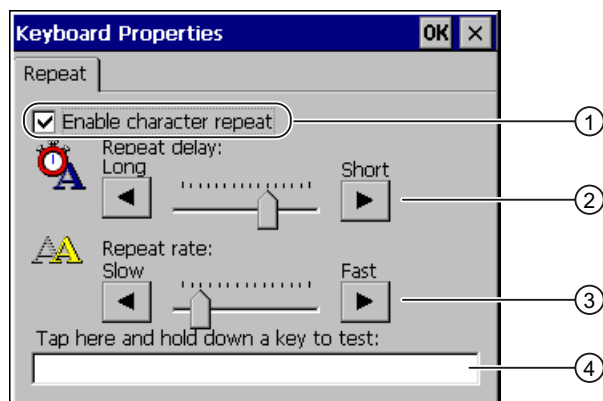 Keyboard Properties OK ×
Repeat
Enable character repeat 1
Repeat delay:
Long Short
2
Repeat rate:
Slow Fast
3
Tap here and hold down a key to test:
4